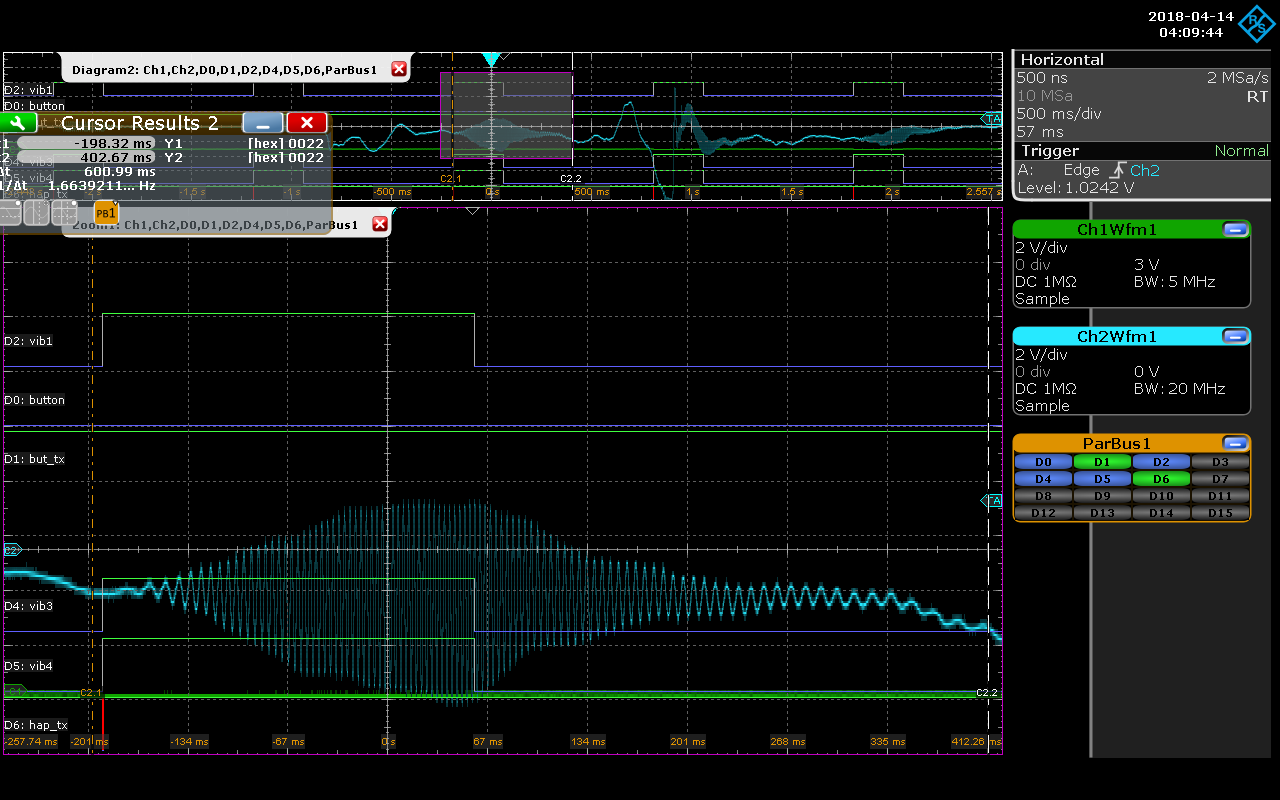 2018-04-14
04:09:44
Diagram2: Ch1,Ch2,D0,D1,D2,D4,D5,D6,ParBus1
D2: vib1
D0: button
Cursor Results 2
-198.32 ms Y1 [hex] 0022
402.67 ms Y2 [hex] 0022
Δt 600.99 ms
1/Δt 1.6639211... Hz
PB1
C2.1
C2.2
TA
-1.5 s
-1 s
-500 ms
0 s
500 ms
1 s
1.5 s
2 s
2.557 s
Zoom1: Ch1,Ch2,D0,D1,D2,D4,D5,D6,ParBus1
D2: vib1
D0: button
D1: but_tx
TA
C2
D4: vib3
D5: vib4
C1
C2.1
C2.2
D6: hap_tx
-257.74 ms
-201 ms
-134 ms
-67 ms
0 s
67 ms
134 ms
201 ms
268 ms
335 ms
412.26 ms
Horizontal
500 ns 2 MSa/s
10 MSa RT
500 ms/div
57 ms
Trigger Normal
A: Edge Ch2
Level: 1.0242 V
Ch1Wfm1
2 V/div
0 div 3 V
DC 1MΩ BW: 5 MHz
Sample
Ch2Wfm1
2 V/div
0 div 0 V
DC 1MΩ BW: 20 MHz
Sample
ParBus1
D0 D1 D2 D3
D4 D5 D6 D7
D8 D9 D10 D11
D12 D13 D14 D15